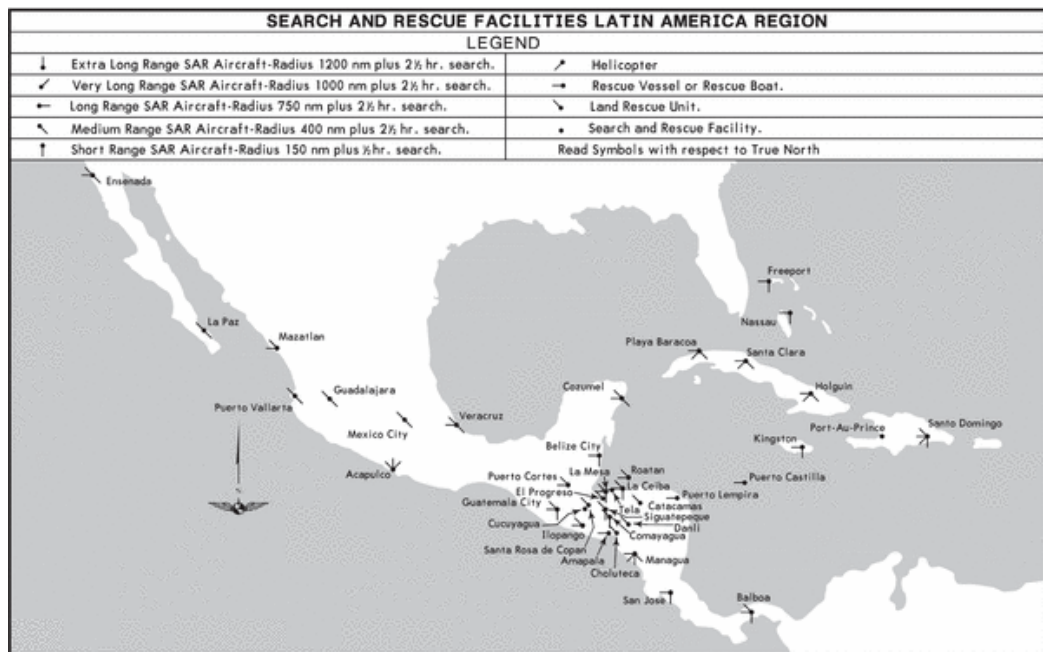 SEARCH AND RESCUE FACILITIES LATIN AMERICA REGION
LEGEND
Extra Long Range SAR Aircraft-Radius 1200 nm plus 2½ hr. search.
Helicopter
Very Long Range SAR Aircraft-Radius 1000 nm plus 2½ hr. search.
Rescue Vessel or Rescue Boat.
Long Range SAR Aircraft-Radius 750 nm plus 2½ hr. search.
Land Rescue Unit.
Medium Range SAR Aircraft-Radius 400 nm plus 2½ hr. search.
Search and Rescue Facility.
Short Range SAR Aircraft-Radius 150 nm plus ½hr. search.
Read Symbols with respect to True North
Ensenada
Freeport
La Paz
Nassau
Mazatlan
Playa Baracoa
Santa Clara
Cozumel
Holguin
Guadalajara
Puerto Vallarta
Veracruz
Santo Domingo
Port-Au-Prince
Mexico City
Kingston
Belize City
Acapulco
La Mesa
Roatan
Puerto Cortes
Puerto Castilla
La Ceiba
El Progreso
Puerto Lempira
Guatemala City
Catacamas
Tela
Siguatepeque
Cucuyagua
Danli
Ilopango
Comayagua
Santa Rosa de Copan
Amapala
Managua
Choluteca
San Jose
Balboa